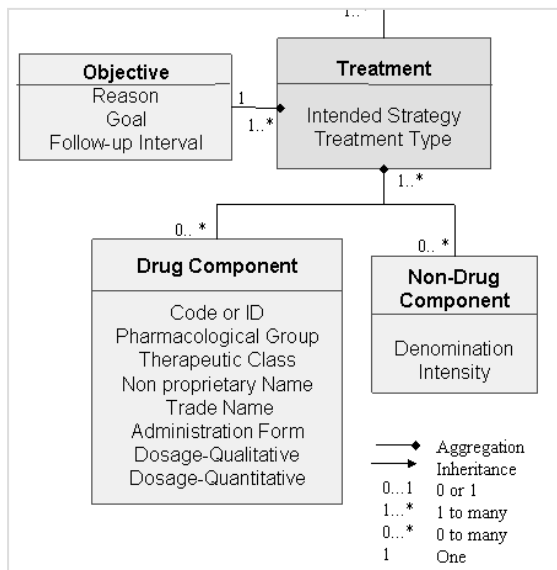 1..*
Objective
Reason
Goal
Follow-up Interval
1
1..*
Treatment
Intended Strategy
Treatment Type
1..*
0.. *
0.. *
Drug Component
Code or ID
Pharmacological Group
Therapeutic Class
Non proprietary Name
Trade Name
Administration Form
Dosage-Qualitative
Dosage-Quantitative
Non-Drug
Component
Denomination
Intensity
Aggregation
Inheritance
0...1 0 or 1
1...* 1 to many
0...* 0 to many
1 One